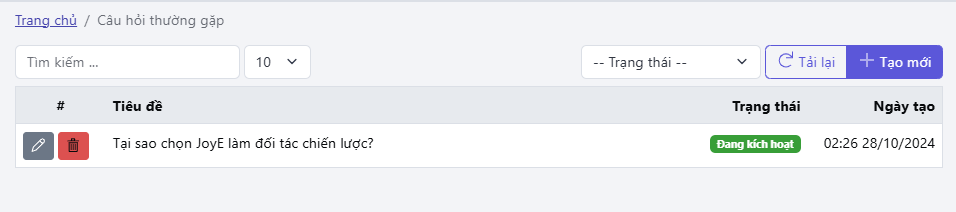 Trang chủ / Câu hỏi thường gặp
Tìm kiếm ... 10 -- Trạng thái -- Tải lại Tạo mới
# Tiêu đề Trạng thái Ngày tạo
Tại sao chọn JoyE làm đối tác chiến lược? Đang kích hoạt 02:26 28/10/2024